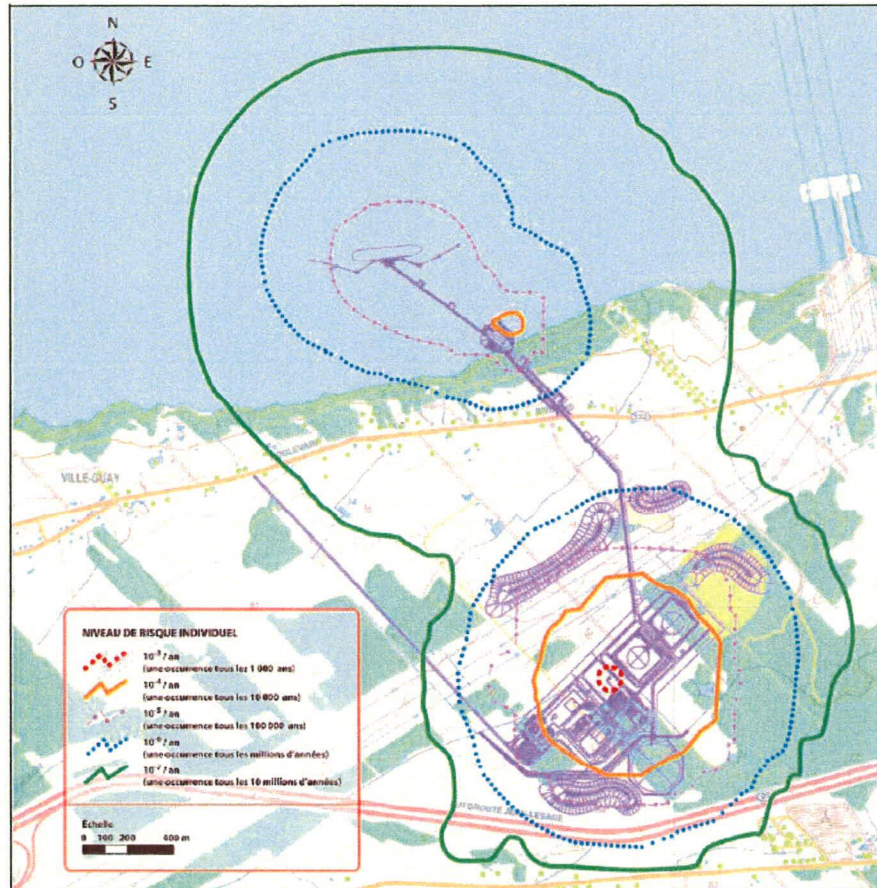 N
O E
S
VILLE-GUAY
NIVEAU DE RISQUE INDIVIDUEL
10⁻³ / an
(une occurrence tous les 1 000 ans)
10⁻⁴ / an
(une occurrence tous les 10 000 ans)
10⁻⁵ / an
(une occurrence tous les 100 000 ans)
10⁻⁶ / an
(une occurrence tous les millions d'années)
10⁻⁷ / an
(une occurrence tous les 10 millions d'années)
Échelle
0 100 200 400 m